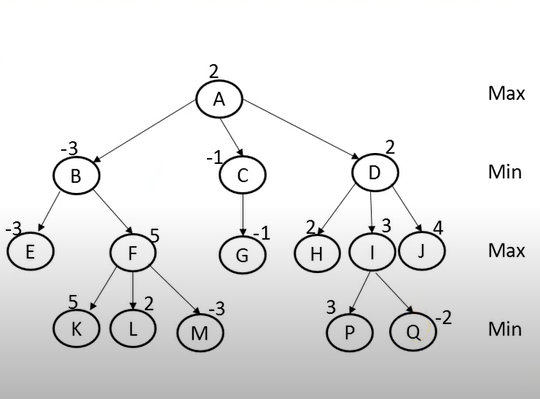 2
A Max
-3 -1 2
B C D Min
-3 5 -1 2 3 4
E F G H I J Max
5 2 -3 3 -2
K L M P Q Min